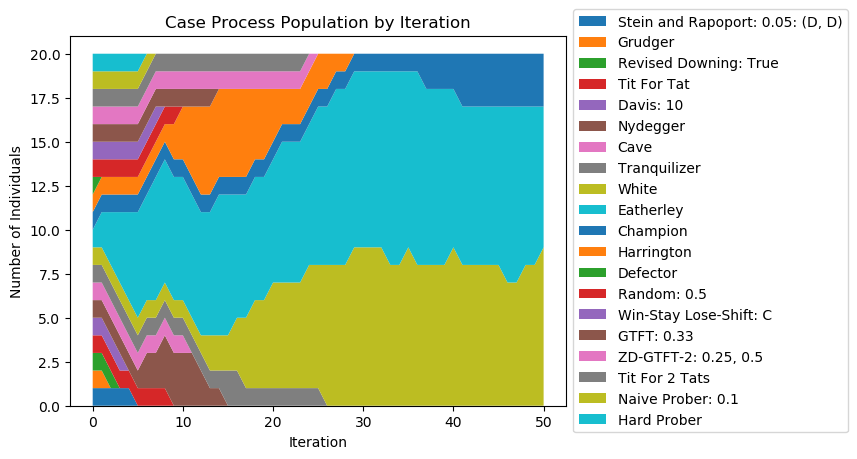 Case Process Population by Iteration
Number of Individuals
20.0
17.5
15.0
12.5
10.0
7.5
5.0
2.5
0.0
0 10 20 30 40 50
Iteration
Stein and Rapoport: 0.05: (D, D)
Grudger
Revised Downing: True
Tit For Tat
Davis: 10
Nydegger
Cave
Tranquilizer
White
Eatherley
Champion
Harrington
Defector
Random: 0.5
Win-Stay Lose-Shift: C
GTFT: 0.33
ZD-GTFT-2: 0.25, 0.5
Tit For 2 Tats
Naive Prober: 0.1
Hard Prober